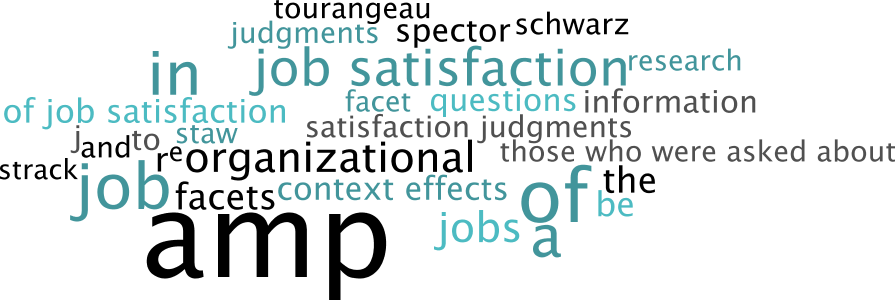 tourangeau
judgments spector schwarz
in job satisfaction research
of job satisfaction facet questions information
j and to staw satisfaction judgments
strack r e organizational those who were asked about
job facets context effects of the
amp jobs a be